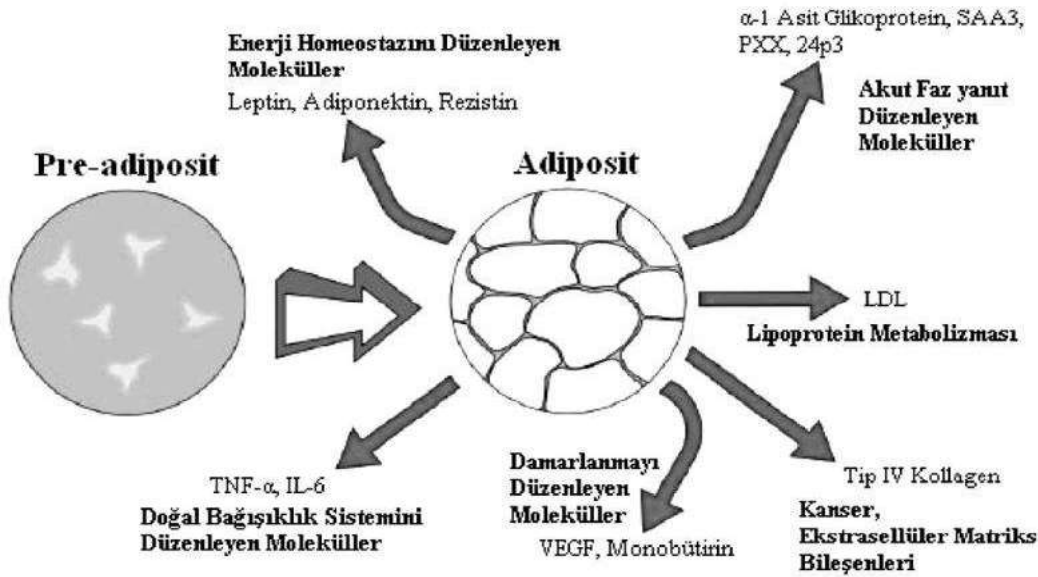 Enerji Homeostazını Düzenleyen
Moleküller
Leptin, Adiponektin, Rezistin
α-1 Asit Glikoprotein, SAA3,
PXX, 24p3
Akut Faz yanıt
Düzenleyen
Moleküller
Pre-adiposit
Adiposit
LDL
Lipoprotein Metabolizması
TNF-α, IL-6
Doğal Bağışıklık Sistemini
Düzenleyen Moleküller
Damarlanmayı
Düzenleyen
Moleküller
VEGF, Monobütirin
Tip IV Kollagen
Kanser,
Ekstrasellüler Matriks
Bileşenleri